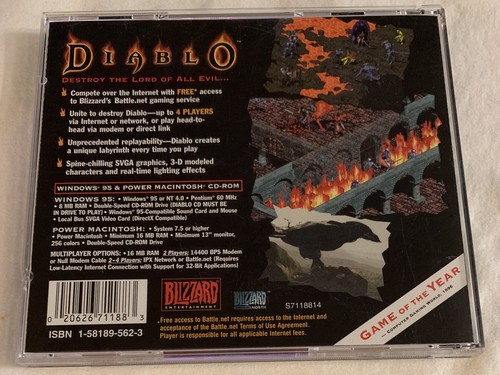 DIABLO
DESTROY THE LORD OF ALL EVIL...
Compete over the Internet with FREE* access
to Blizzard's Battle.net gaming service
Unite to destroy Diablo—up to 4 PLAYERS
via Internet or network, or play head-to-
head via modem or direct link
Unprecedented replayability—Diablo creates
a unique labyrinth every time you play
Spine-chilling SVGA graphics, 3-D modeled
characters and real-time lighting effects
WINDOWS® 95 & POWER MACINTOSH® CD-ROM
WINDOWS 95: • Windows® 95 or NT 4.0 • Pentium® 60 MHz
• 8 MB RAM • Double-Speed CD-ROM Drive (DIABLO CD MUST BE
IN DRIVE TO PLAY) • Windows® 95-Compatible Sound Card and Mouse
• Local Bus SVGA Video Card (DirectX Compatible)
POWER MACINTOSH: • System 7.5 or higher
• Power Macintosh • Minimum 16 MB RAM • Minimum 13" monitor,
256 colors • Double-Speed CD-ROM Drive
MULTIPLAYER OPTIONS: • 16 MB RAM 2 Players: 14400 BPS Modem
or Null Modem Cable 2-4 Players: IPX Network or Battle.net (Requires
Low-Latency Internet Connection with Support for 32-Bit Applications)
0 20626 71188 3
ISBN 1-58189-562-3
BLIZZARD
ENTERTAINMENT
BLIZZARD
S7118814
*Free access to Battle.net requires access to the Internet and
acceptance of the Battle.net Terms of Use Agreement.
Player is responsible for all applicable Internet fees.
GAME OF THE YEAR
... COMPUTER GAMING WORLD, 1996